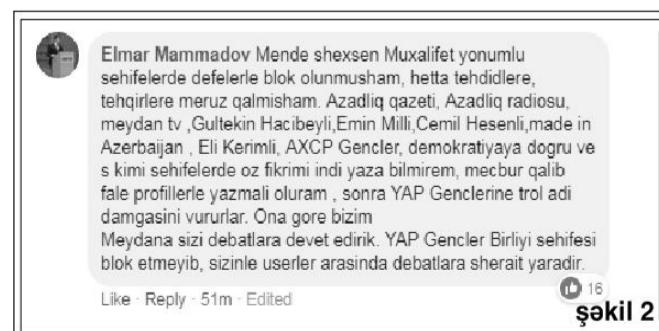 Elmar Mammadov Mende shexsen Muxalifet yonumlu
sehifelerde defelerle blok olunmusham, hetta tehdidlere,
tehqirlere meruz qalmisham. Azadliq qazeti, Azadliq radiosu,
meydan tv ,Gultekin Hacibeyli,Emin Milli,Cemil Hesenli,made in
Azerbaijan , Eli Kerimli, AXCP Gencler, demokratiyaya dogru ve
s kimi sehifelerde oz fikrimi indi yaza bilmirem, mecbur qalib
fale profillerle yazmali oluram , sonra YAP Genclerine trol adi
damgasini vururlar. Ona gore bizim
Meydana sizi debatlara devet edirik. YAP Gencler Birliyi sehifesi
blok etmeyib, sizinle userler arasinda debatlara sherait yaradir.
16
Like · Reply · 51m · Edited
şəkil 2